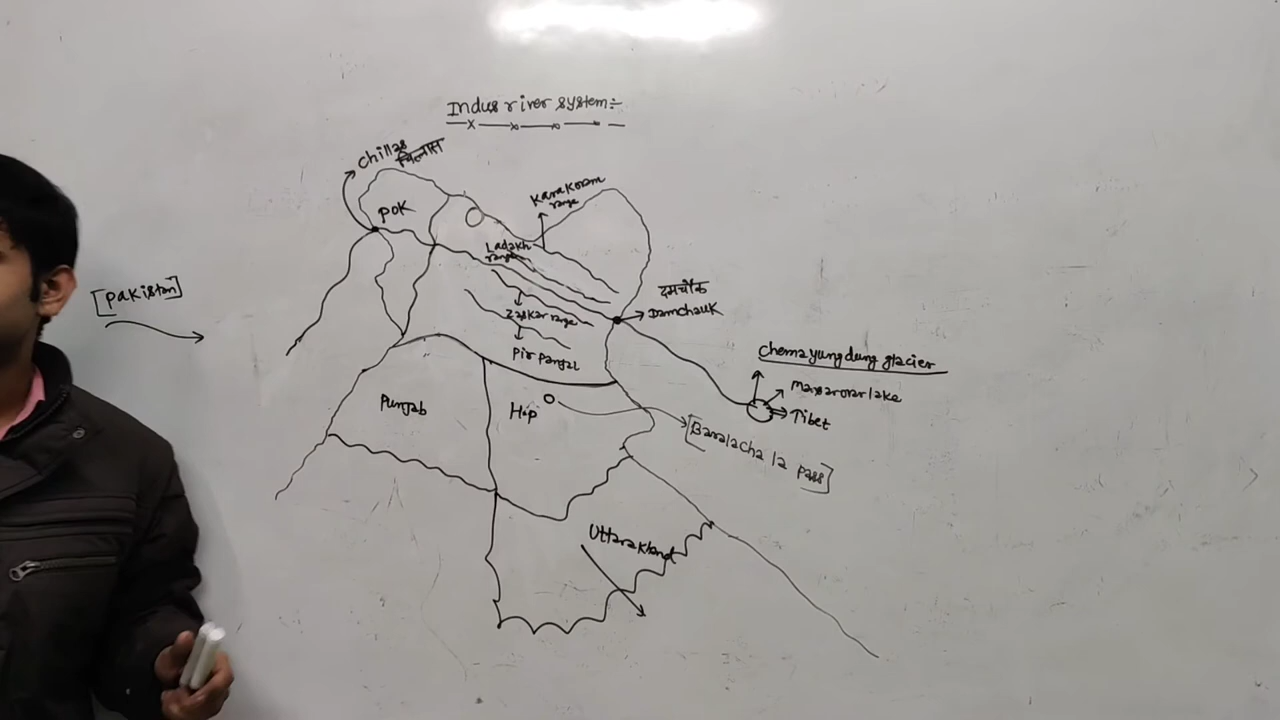 Indus river system:-
Chillas
चिल्लास
POK
Karakoram
range
Ladakh
range
[Pakistan]
दमचौक
Damchauk
Zaskar range
Pir Panjal
Chemayungdung glacier
Mansarovar lake
Tibet
Punjab
H.p
[Baralacha la pass]
Uttarakhand